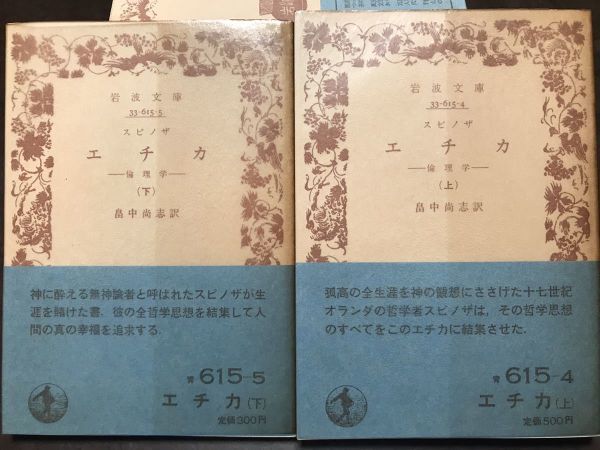 岩波文庫
33-615-5
スピノザ
エチカ
—倫理学—
(下)
畠中尚志訳
神に酔える無神論者と呼ばれたスピノザが生
涯を賭けた書．彼の全哲学思想を結集して人
間の真の幸福を追求する．
青 615-5
エチカ(下)
定価300円
岩波文庫
33-615-4
スピノザ
エチカ
—倫理学—
(上)
畠中尚志訳
孤高の全生涯を神の観想にささげた十七世紀
オランダの哲学者スピノザは，その哲学思想
のすべてをこのエチカに結集させた．
青 615-4
エチカ(上)
定価500円